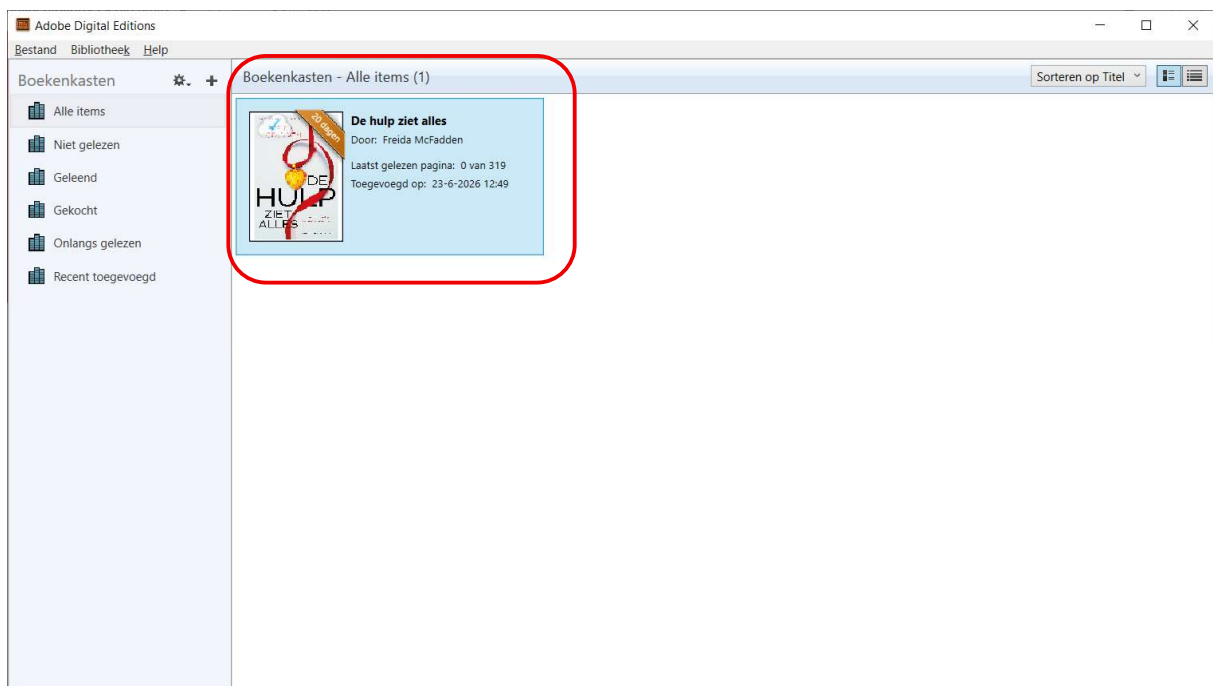 Adobe Digital Editions
Bestand Bibliotheek Help
Boekenkasten
Alle items
Niet gelezen
Geleend
Gekocht
Onlangs gelezen
Recent toegevoegd
Boekenkasten - Alle items (1)
Sorteren op Titel
20 dagen
DE
HULP
ZIET
ALLES
De hulp ziet alles
Door: Freida McFadden
Laatst gelezen pagina: 0 van 319
Toegevoegd op: 23-6-2026 12:49